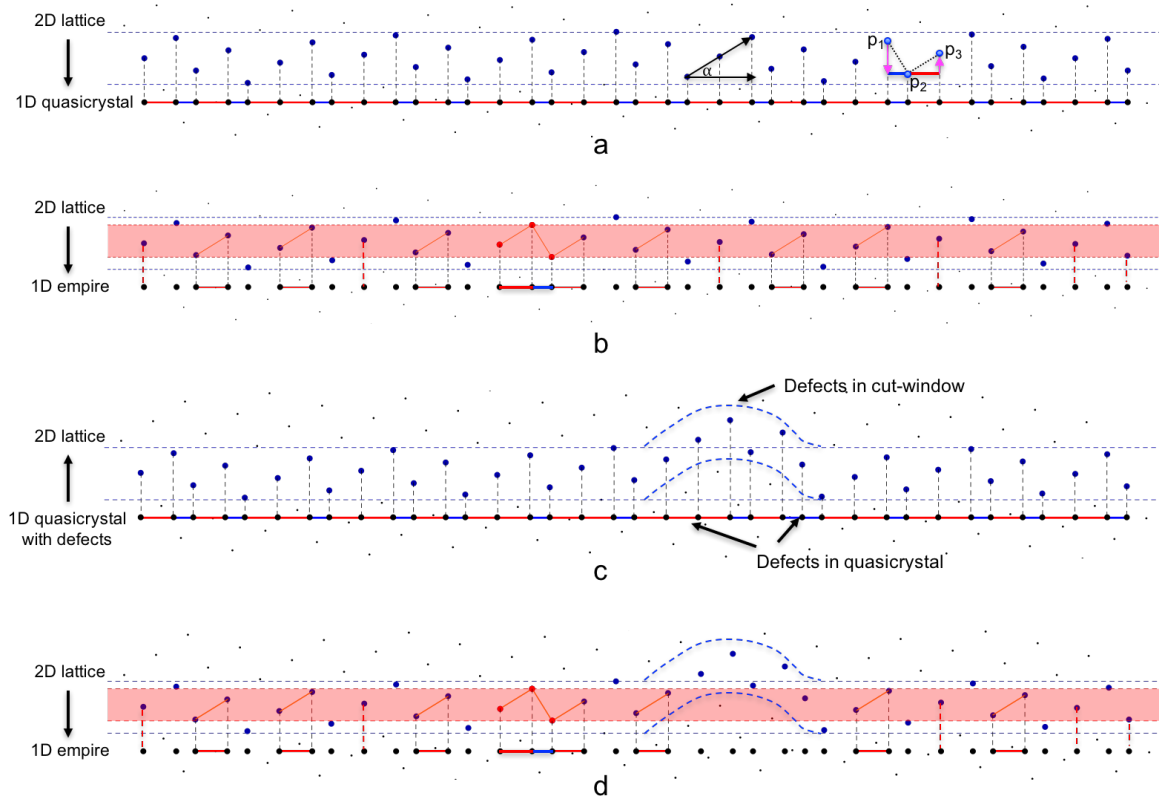 2D lattice
α
p1
p2
p3
1D quasicrystal
a
2D lattice
1D empire
b
Defects in cut-window
2D lattice
1D quasicrystal
with defects
Defects in quasicrystal
c
2D lattice
1D empire
d